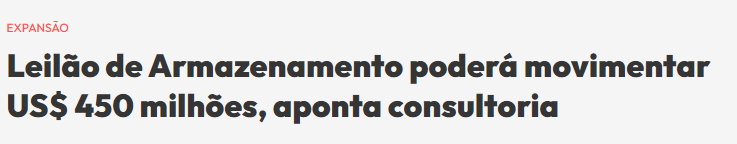 EXPANSÃO
Leilão de Armazenamento poderá movimentar
US$ 450 milhões, aponta consultoria